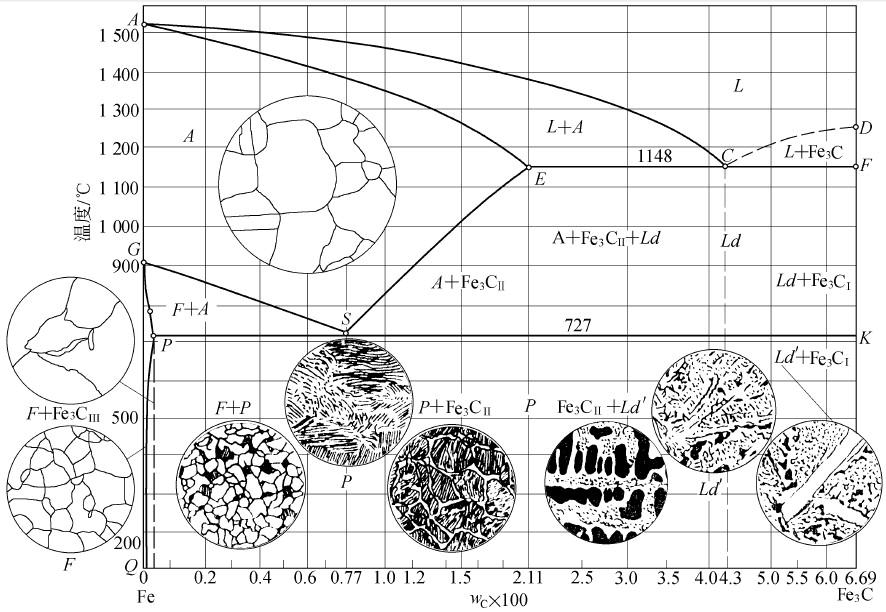 A
1 500
1 400
L
1 300
L+A
D
A
1 200
1148
C
L+Fe₃C
E
F
1 100
温度/℃
1 000
A+Fe₃CⅡ+Ld
Ld
G
900
A+Fe₃CⅡ
Ld+Fe₃CⅠ
F+A
S
727
P
K
Ld′+Fe₃CⅠ
F+Fe₃CⅢ
500
F+P
P+Fe₃CⅡ
P
Fe₃CⅡ+Ld′
P
Ld′
200
F
Q
0 0.2 0.4 0.6 0.77 1.0 1.2 1.5 2.11 2.5 3.0 3.5 4.04.3 5.0 5.5 6.0 6.69
Fe
wC×100
Fe₃C